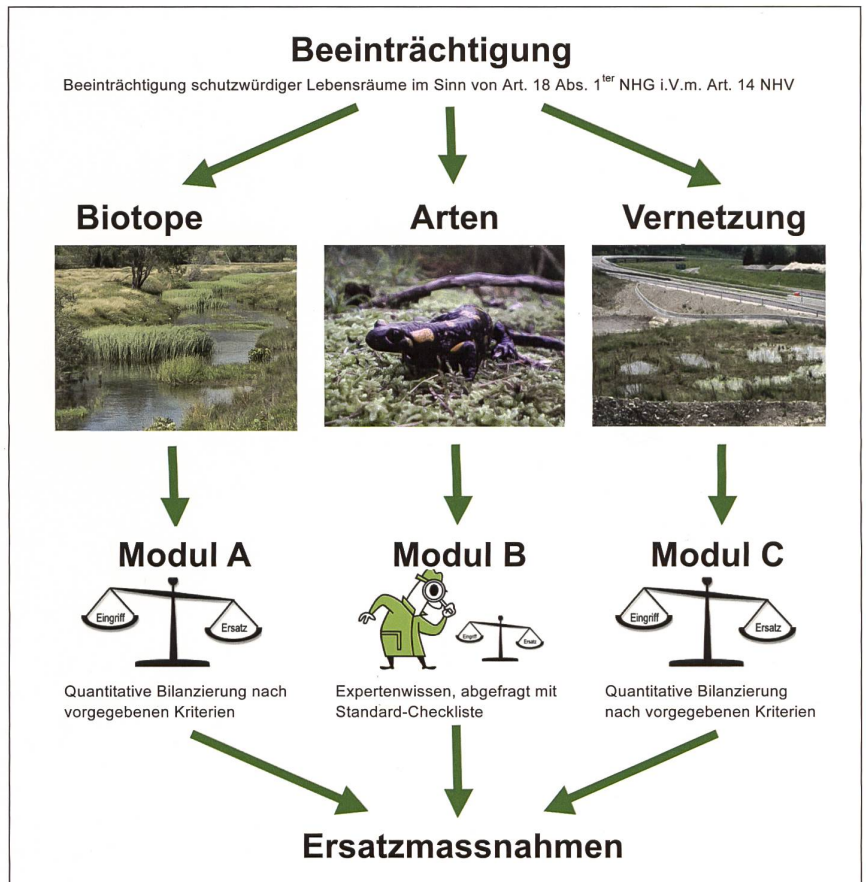 Beeinträchtigung
Beeinträchtigung schutzwürdiger Lebensräume im Sinn von Art. 18 Abs. 1ter NHG i.V.m. Art. 14 NHV
Biotope
Arten
Vernetzung
Modul A
Modul B
Modul C
Eingriff
Ersatz
Eingriff
Ersatz
Eingriff
Ersatz
Quantitative Bilanzierung nach
vorgegebenen Kriterien
Expertenwissen, abgefragt mit
Standard-Checkliste
Quantitative Bilanzierung
nach vorgegebenen Kriterien
Ersatzmassnahmen